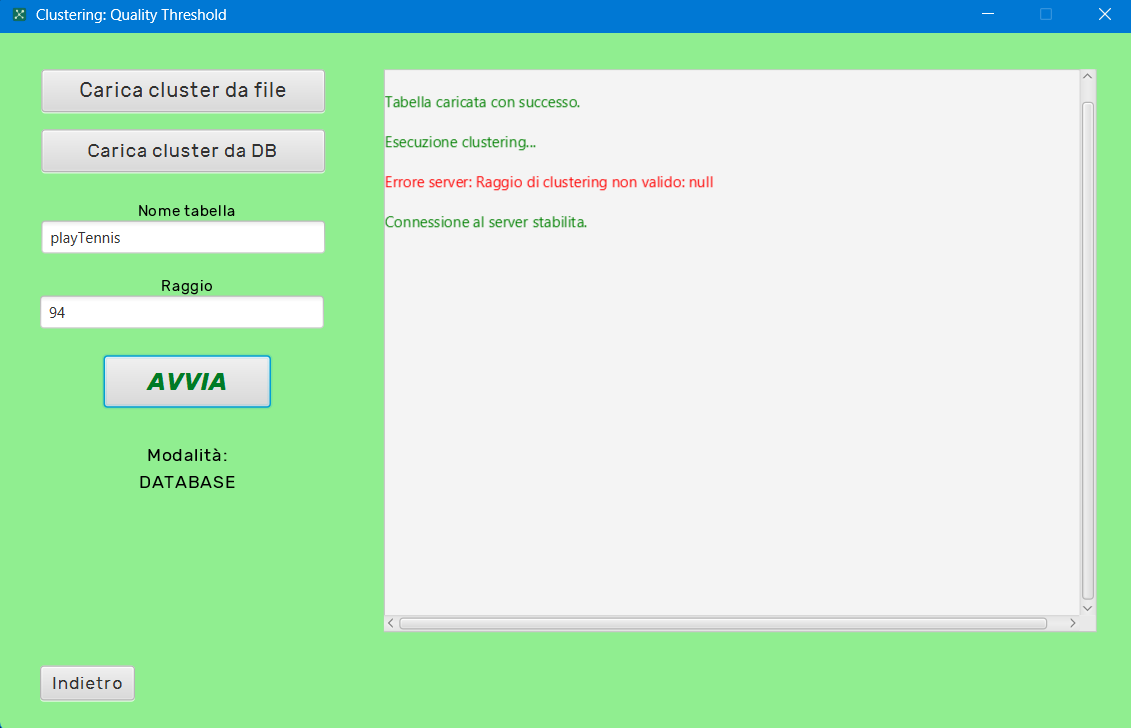 Clustering: Quality Threshold
Carica cluster da file
Carica cluster da DB
Nome tabella
playTennis
Raggio
94
AVVIA
Modalità:
DATABASE
Indietro
Tabella caricata con successo.
Esecuzione clustering...
Errore server: Raggio di clustering non valido: null
Connessione al server stabilita.